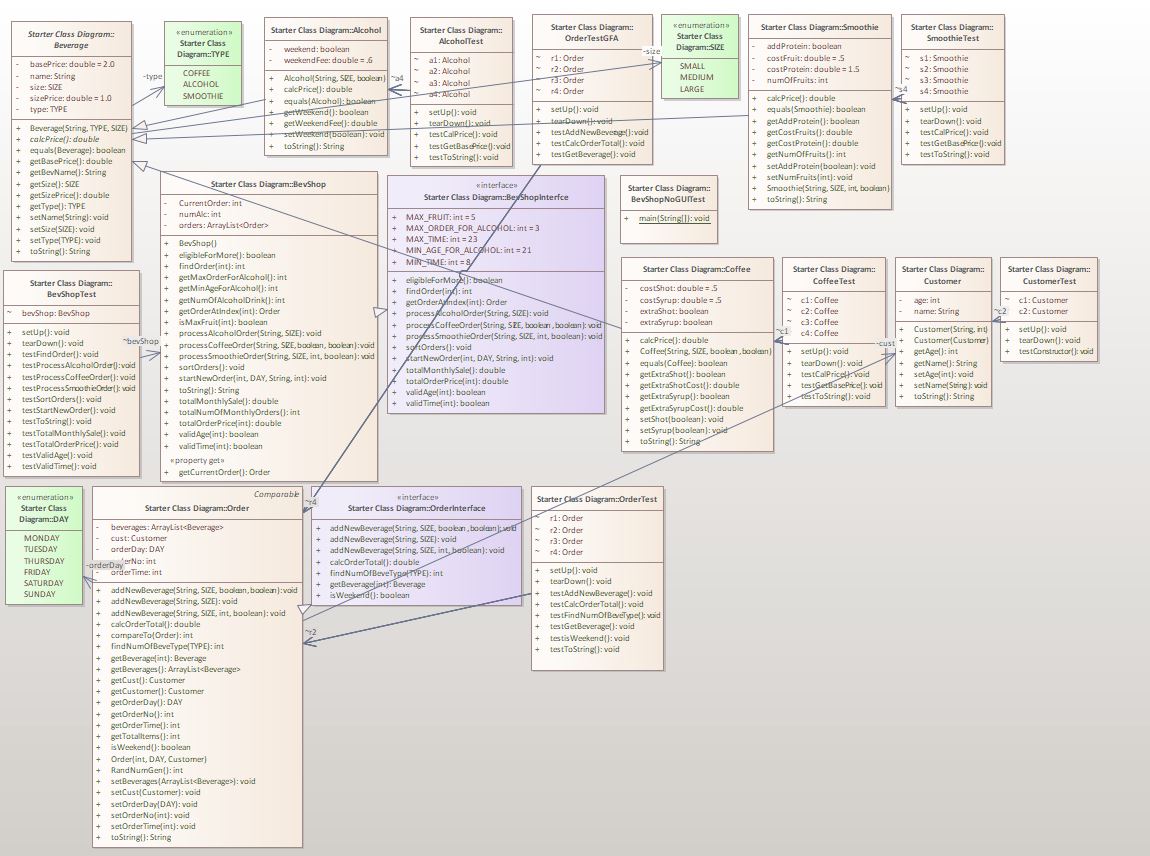 Starter Class Diagram::
Beverage
- basePrice: double = 2.0
- name: String
- size: SIZE
- sizePrice: double = 1.0
- type: TYPE
+ Beverage(String, TYPE, SIZE)
+ calcPrice(): double
+ equals(Beverage): boolean
+ getBasePrice(): double
+ getBevName(): String
+ getSize(): SIZE
+ getSizePrice(): double
+ getType(): TYPE
+ setName(String): void
+ setSize(SIZE): void
+ setType(TYPE): void
+ toString(): String
-type
«enumeration»
Starter Class
Diagram::TYPE
COFFEE
ALCOHOL
SMOOTHIE
Starter Class Diagram::Alcohol
- weekend: boolean
- weekendFee: double = .6
+ Alcohol(String, SIZE, boolean)
+ calcPrice(): double
+ equals(Alcohol): boolean
+ getWeekend(): boolean
+ getWeekendFee(): double
+ setWeekend(boolean): void
+ toString(): String
~a4
Starter Class Diagram::
AlcoholTest
~ a1: Alcohol
~ a2: Alcohol
~ a3: Alcohol
~ a4: Alcohol
+ setUp(): void
+ tearDown(): void
+ testCalPrice(): void
+ testGetBasePrice(): void
+ testToString(): void
Starter Class Diagram::
OrderTestGFA
~ r1: Order
~ r2: Order
~ r3: Order
~ r4: Order
+ setUp(): void
+ tearDown(): void
+ testAddNewBeverage(): void
+ testCalcOrderTotal(): void
+ testGetBeverage(): void
-size
«enumeration»
Starter Class
Diagram::SIZE
SMALL
MEDIUM
LARGE
Starter Class Diagram::Smoothie
- addProtein: boolean
- costFruit: double = .5
- costProtein: double = 1.5
- numOfFruits: int
+ calcPrice(): double
+ equals(Smoothie): boolean
+ getAddProtein(): boolean
+ getCostFruits(): double
+ getCostProtein(): double
+ getNumOfFruits(): int
+ setAddProtein(boolean): void
+ setNumFruits(int): void
+ Smoothie(String, SIZE, int, boolean)
+ toString(): String
~s4
Starter Class Diagram::
SmoothieTest
~ s1: Smoothie
~ s2: Smoothie
~ s3: Smoothie
~ s4: Smoothie
+ setUp(): void
+ tearDown(): void
+ testCalPrice(): void
+ testGetBasePrice(): void
+ testToString(): void
Starter Class Diagram::BevShop
- CurrentOrder: int
- numAlc: int
- orders: ArrayList<Order>
+ BevShop()
+ eligibleForMore(): boolean
+ findOrder(int): int
+ getMaxOrderForAlcohol(): int
+ getMinAgeForAlcohol(): int
+ getNumOfAlcoholDrink(): int
+ getOrderAtIndex(int): Order
+ isMaxFruit(int): boolean
+ processAlcoholOrder(String, SIZE): void
+ processCoffeeOrder(String, SIZE, boolean, boolean): void
+ processSmoothieOrder(String, SIZE, int, boolean): void
+ sortOrders(): void
+ startNewOrder(int, DAY, String, int): void
+ toString(): String
+ totalMonthlySale(): double
+ totalNumOfMonthlyOrders(): int
+ totalOrderPrice(int): double
+ validAge(int): boolean
+ validTime(int): boolean
«property get»
+ getCurrentOrder(): Order
«interface»
Starter Class Diagram::BevShopInterfce
+ MAX_FRUIT: int = 5
+ MAX_ORDER_FOR_ALCOHOL: int = 3
+ MAX_TIME: int = 23
+ MIN_AGE_FOR_ALCOHOL: int = 21
+ MIN_TIME: int = 8
+ eligibleForMore(): boolean
+ findOrder(int): int
+ getOrderAtIndex(int): Order
+ processAlcoholOrder(String, SIZE): void
+ processCoffeeOrder(String, SIZE, boolean, boolean): void
+ processSmoothieOrder(String, SIZE, int, boolean): void
+ sortOrders(): void
+ startNewOrder(int, DAY, String, int): void
+ totalMonthlySale(): double
+ totalOrderPrice(int): double
+ validAge(int): boolean
+ validTime(int): boolean
Starter Class Diagram::
BevShopNoGUITest
+ main(String[]): void
Starter Class Diagram::Coffee
- costShot: double = .5
- costSyrup: double = .5
- extraShot: boolean
- extraSyrup: boolean
+ calcPrice(): double
+ Coffee(String, SIZE, boolean, boolean)
+ equals(Coffee): boolean
+ getExtraShot(): boolean
+ getExtraShotCost(): double
+ getExtraSyrup(): boolean
+ getExtraSyrupCost(): double
+ setShot(boolean): void
+ setSyrup(boolean): void
+ toString(): String
~c1
Starter Class Diagram::
CoffeeTest
~ c1: Coffee
~ c2: Coffee
~ c3: Coffee
~ c4: Coffee
+ setUp(): void
+ tearDown(): void
+ testCalPrice(): void
+ testGetBasePrice(): void
+ testToString(): void
-cust
Starter Class Diagram::
Customer
- age: int
- name: String
+ Customer(String, int)
+ Customer(Customer)
+ getAge(): int
+ getName(): String
+ setAge(int): void
+ setName(String): void
+ toString(): String
~c2
Starter Class Diagram::
CustomerTest
~ c1: Customer
~ c2: Customer
+ setUp(): void
+ tearDown(): void
+ testConstructor(): void
Starter Class Diagram::
BevShopTest
~ bevShop: BevShop
+ setUp(): void
+ tearDown(): void
+ testFindOrder(): void
+ testProcessAlcoholOrder(): void
+ testProcessCoffeeOrder(): void
+ testProcessSmoothieOrder(): void
+ testSortOrders(): void
+ testStartNewOrder(): void
+ testToString(): void
+ testTotalMonthlySale(): void
+ testTotalOrderPrice(): void
+ testValidAge(): void
+ testValidTime(): void
~bevShop
«enumeration»
Starter Class
Diagram::DAY
MONDAY
TUESDAY
THURSDAY
FRIDAY
SATURDAY
SUNDAY
-orderDay
Comparable
Starter Class Diagram::Order
- beverages: ArrayList<Beverage>
- cust: Customer
- orderDay: DAY
- orderNo: int
- orderTime: int
+ addNewBeverage(String, SIZE, boolean, boolean): void
+ addNewBeverage(String, SIZE): void
+ addNewBeverage(String, SIZE, int, boolean): void
+ calcOrderTotal(): double
+ compareTo(Order): int
+ findNumOfBeveType(TYPE): int
+ getBeverage(int): Beverage
+ getBeverages(): ArrayList<Beverage>
+ getCust(): Customer
+ getCustomer(): Customer
+ getOrderDay(): DAY
+ getOrderNo(): int
+ getOrderTime(): int
+ getTotalItems(): int
+ isWeekend(): boolean
+ Order(int, DAY, Customer)
+ RandNumGen(): int
+ setBeverages(ArrayList<Beverage>): void
+ setCust(Customer): void
+ setOrderDay(DAY): void
+ setOrderNo(int): void
+ setOrderTime(int): void
+ toString(): String
~r4
~r2
«interface»
Starter Class Diagram::OrderInterface
+ addNewBeverage(String, SIZE, boolean, boolean): void
+ addNewBeverage(String, SIZE): void
+ addNewBeverage(String, SIZE, int, boolean): void
+ calcOrderTotal(): double
+ findNumOfBeveType(TYPE): int
+ getBeverage(int): Beverage
+ isWeekend(): boolean
Starter Class Diagram::OrderTest
~ r1: Order
~ r2: Order
~ r3: Order
~ r4: Order
+ setUp(): void
+ tearDown(): void
+ testAddNewBeverage(): void
+ testCalcOrderTotal(): void
+ testFindNumOfBeveType(): void
+ testGetBeverage(): void
+ testisWeekend(): void
+ testToString(): void